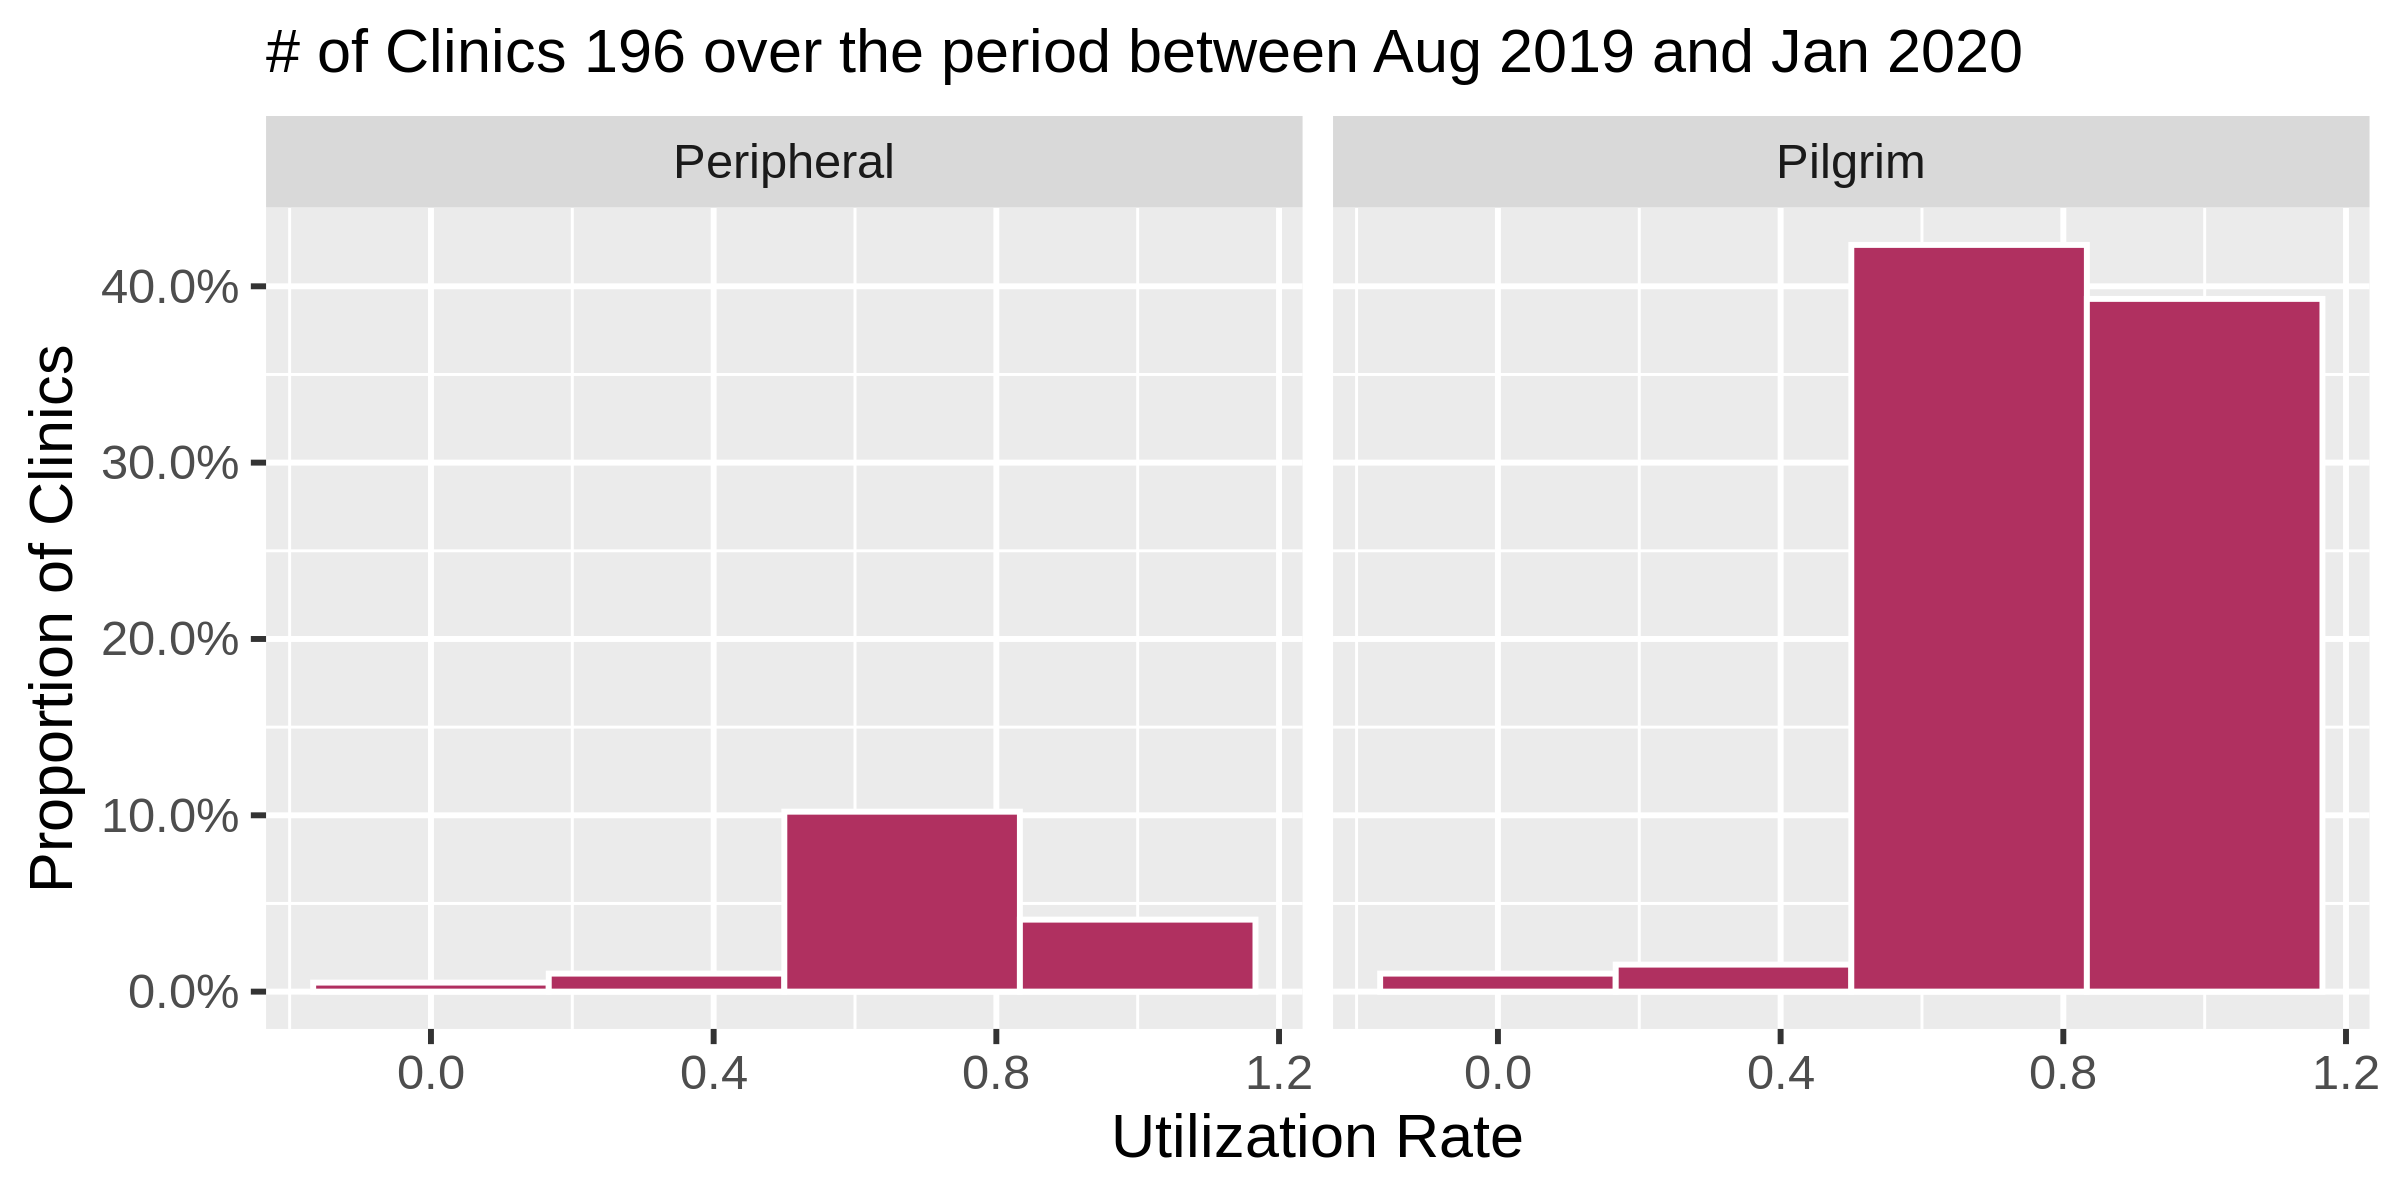 # of Clinics 196 over the period between Aug 2019 and Jan 2020
Peripheral
Pilgrim
Proportion of Clinics
40.0%
30.0%
20.0%
10.0%
0.0%
0.0 0.4 0.8 1.2
0.0 0.4 0.8 1.2
Utilization Rate